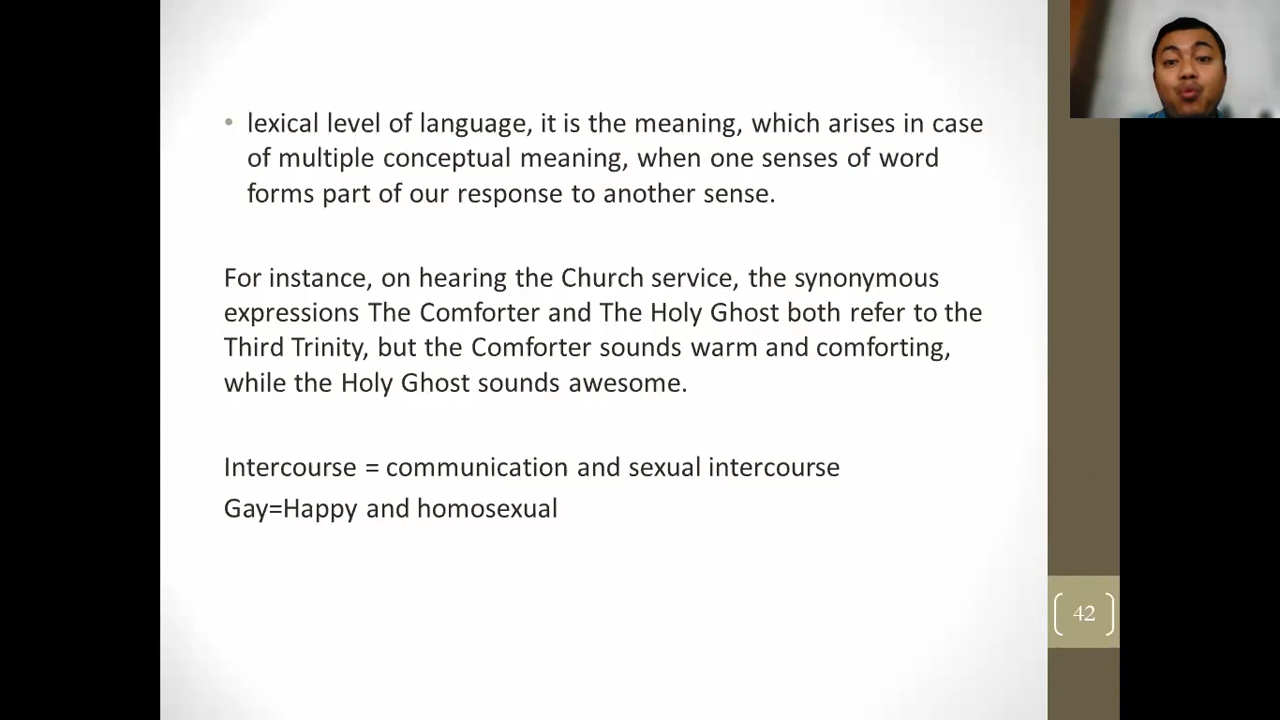 • lexical level of language, it is the meaning, which arises in case
of multiple conceptual meaning, when one senses of word
forms part of our response to another sense.
For instance, on hearing the Church service, the synonymous
expressions The Comforter and The Holy Ghost both refer to the
Third Trinity, but the Comforter sounds warm and comforting,
while the Holy Ghost sounds awesome.
Intercourse = communication and sexual intercourse
Gay=Happy and homosexual
42